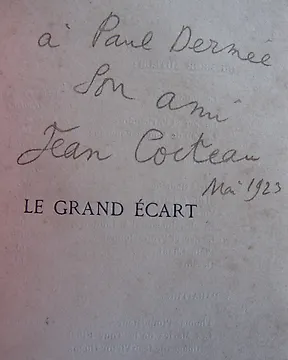 à Paul Dermée
Son ami
Jean Cocteau
Mai 1923
LE GRAND ÉCART